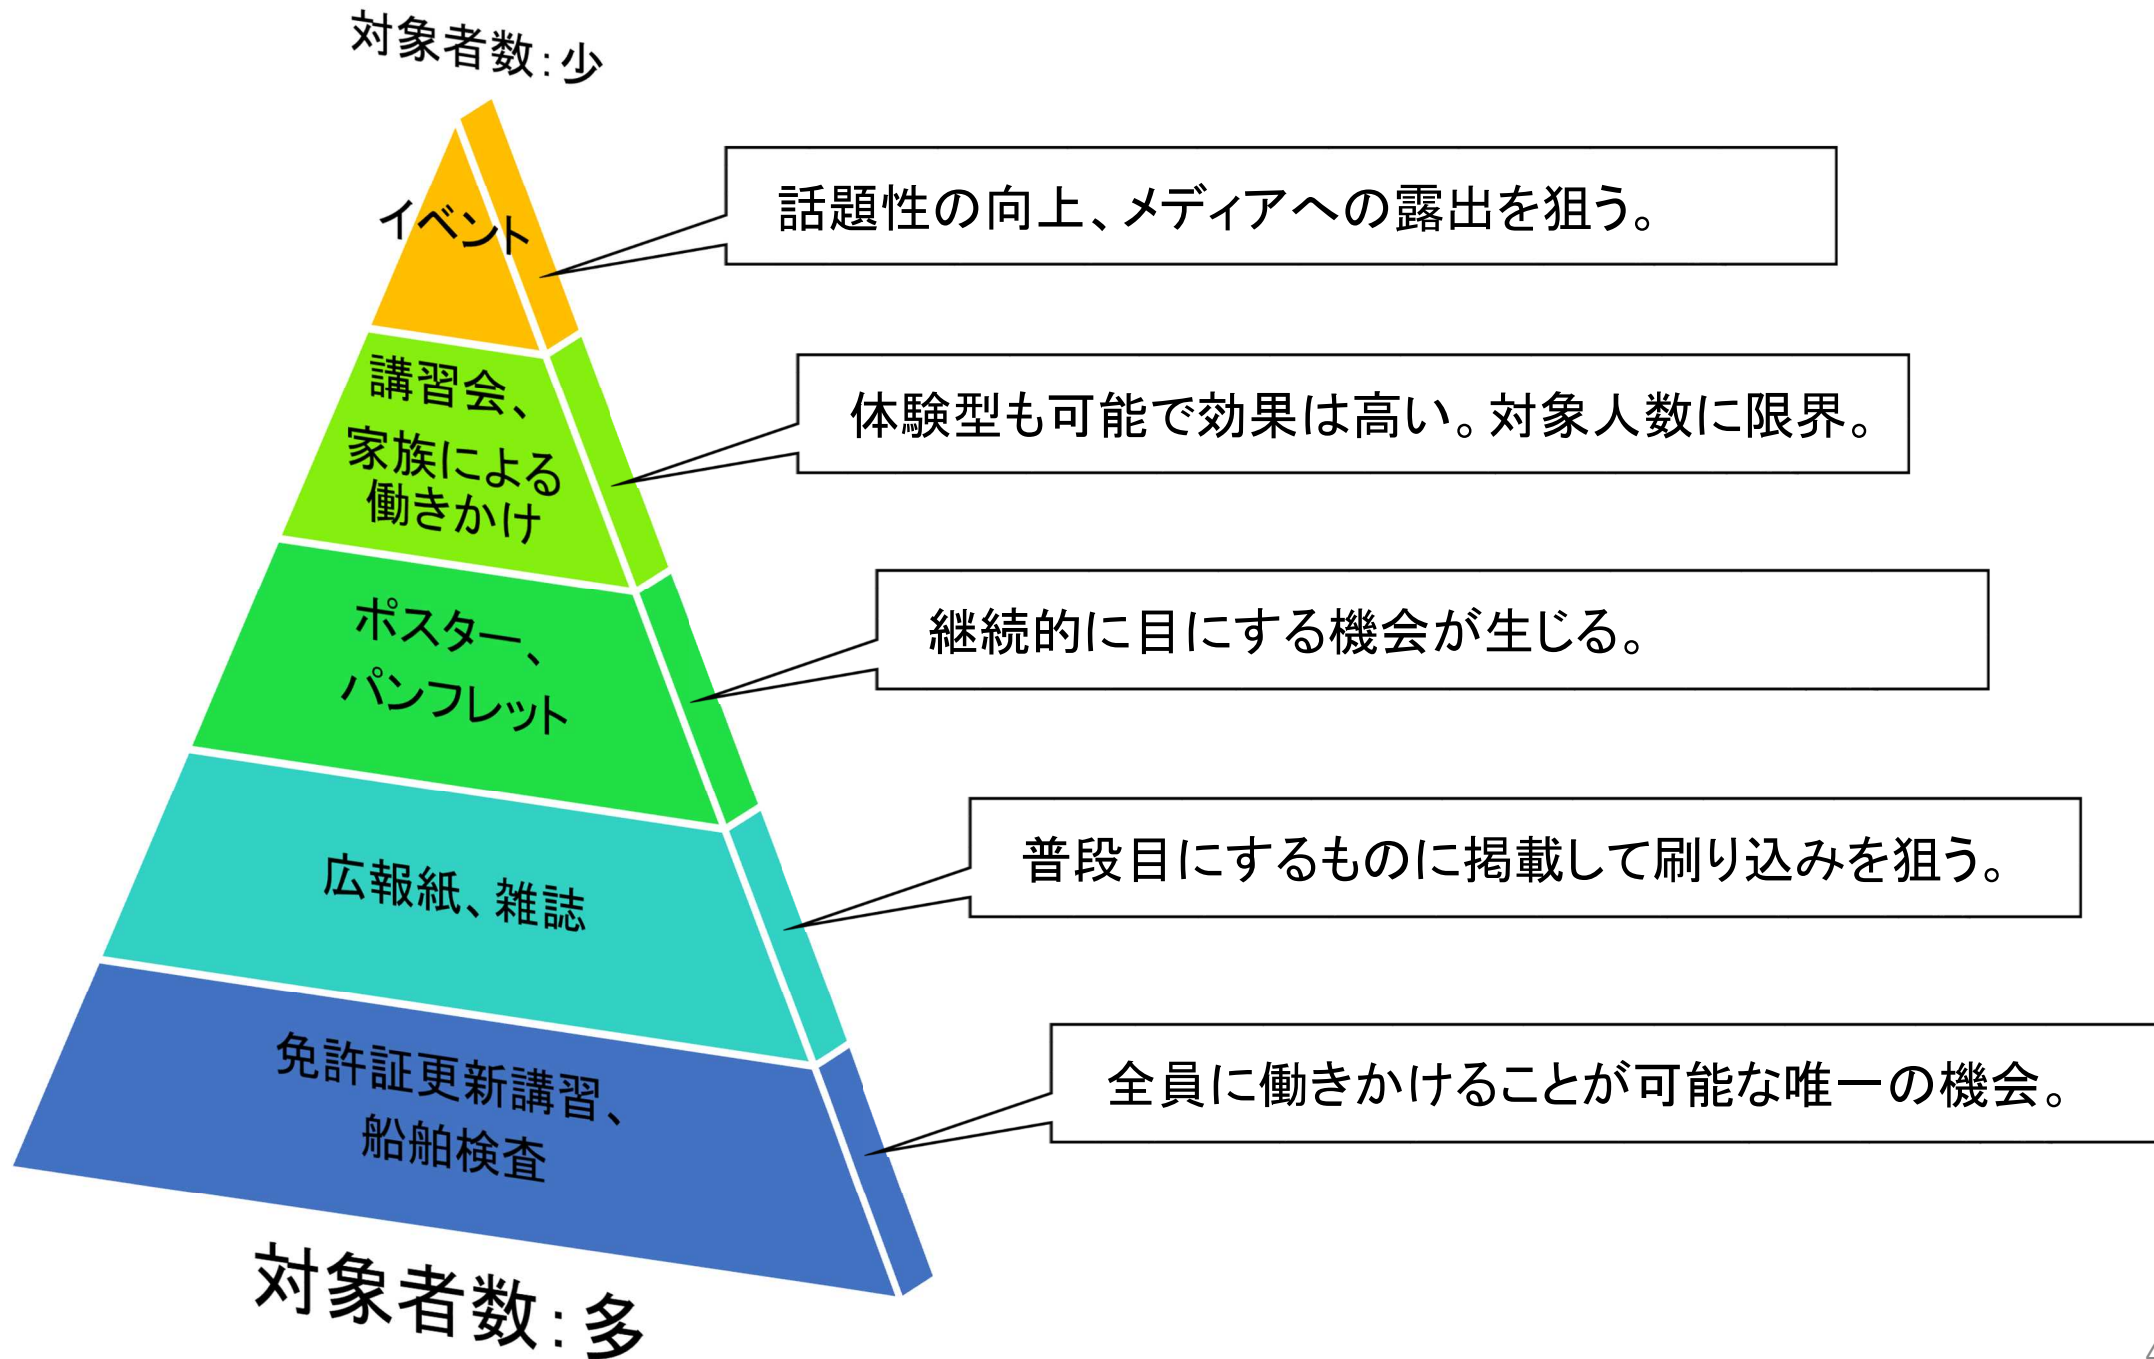 対象者数：少
イベント
話題性の向上、メディアへの露出を狙う。
講習会、
家族による
働きかけ
体験型も可能で効果は高い。対象人数に限界。
ポスター、
パンフレット
継続的に目にする機会が生じる。
広報紙、雑誌
普段目にするものに掲載して刷り込みを狙う。
免許証更新講習、
船舶検査
全員に働きかけることが可能な唯一の機会。
対象者数：多